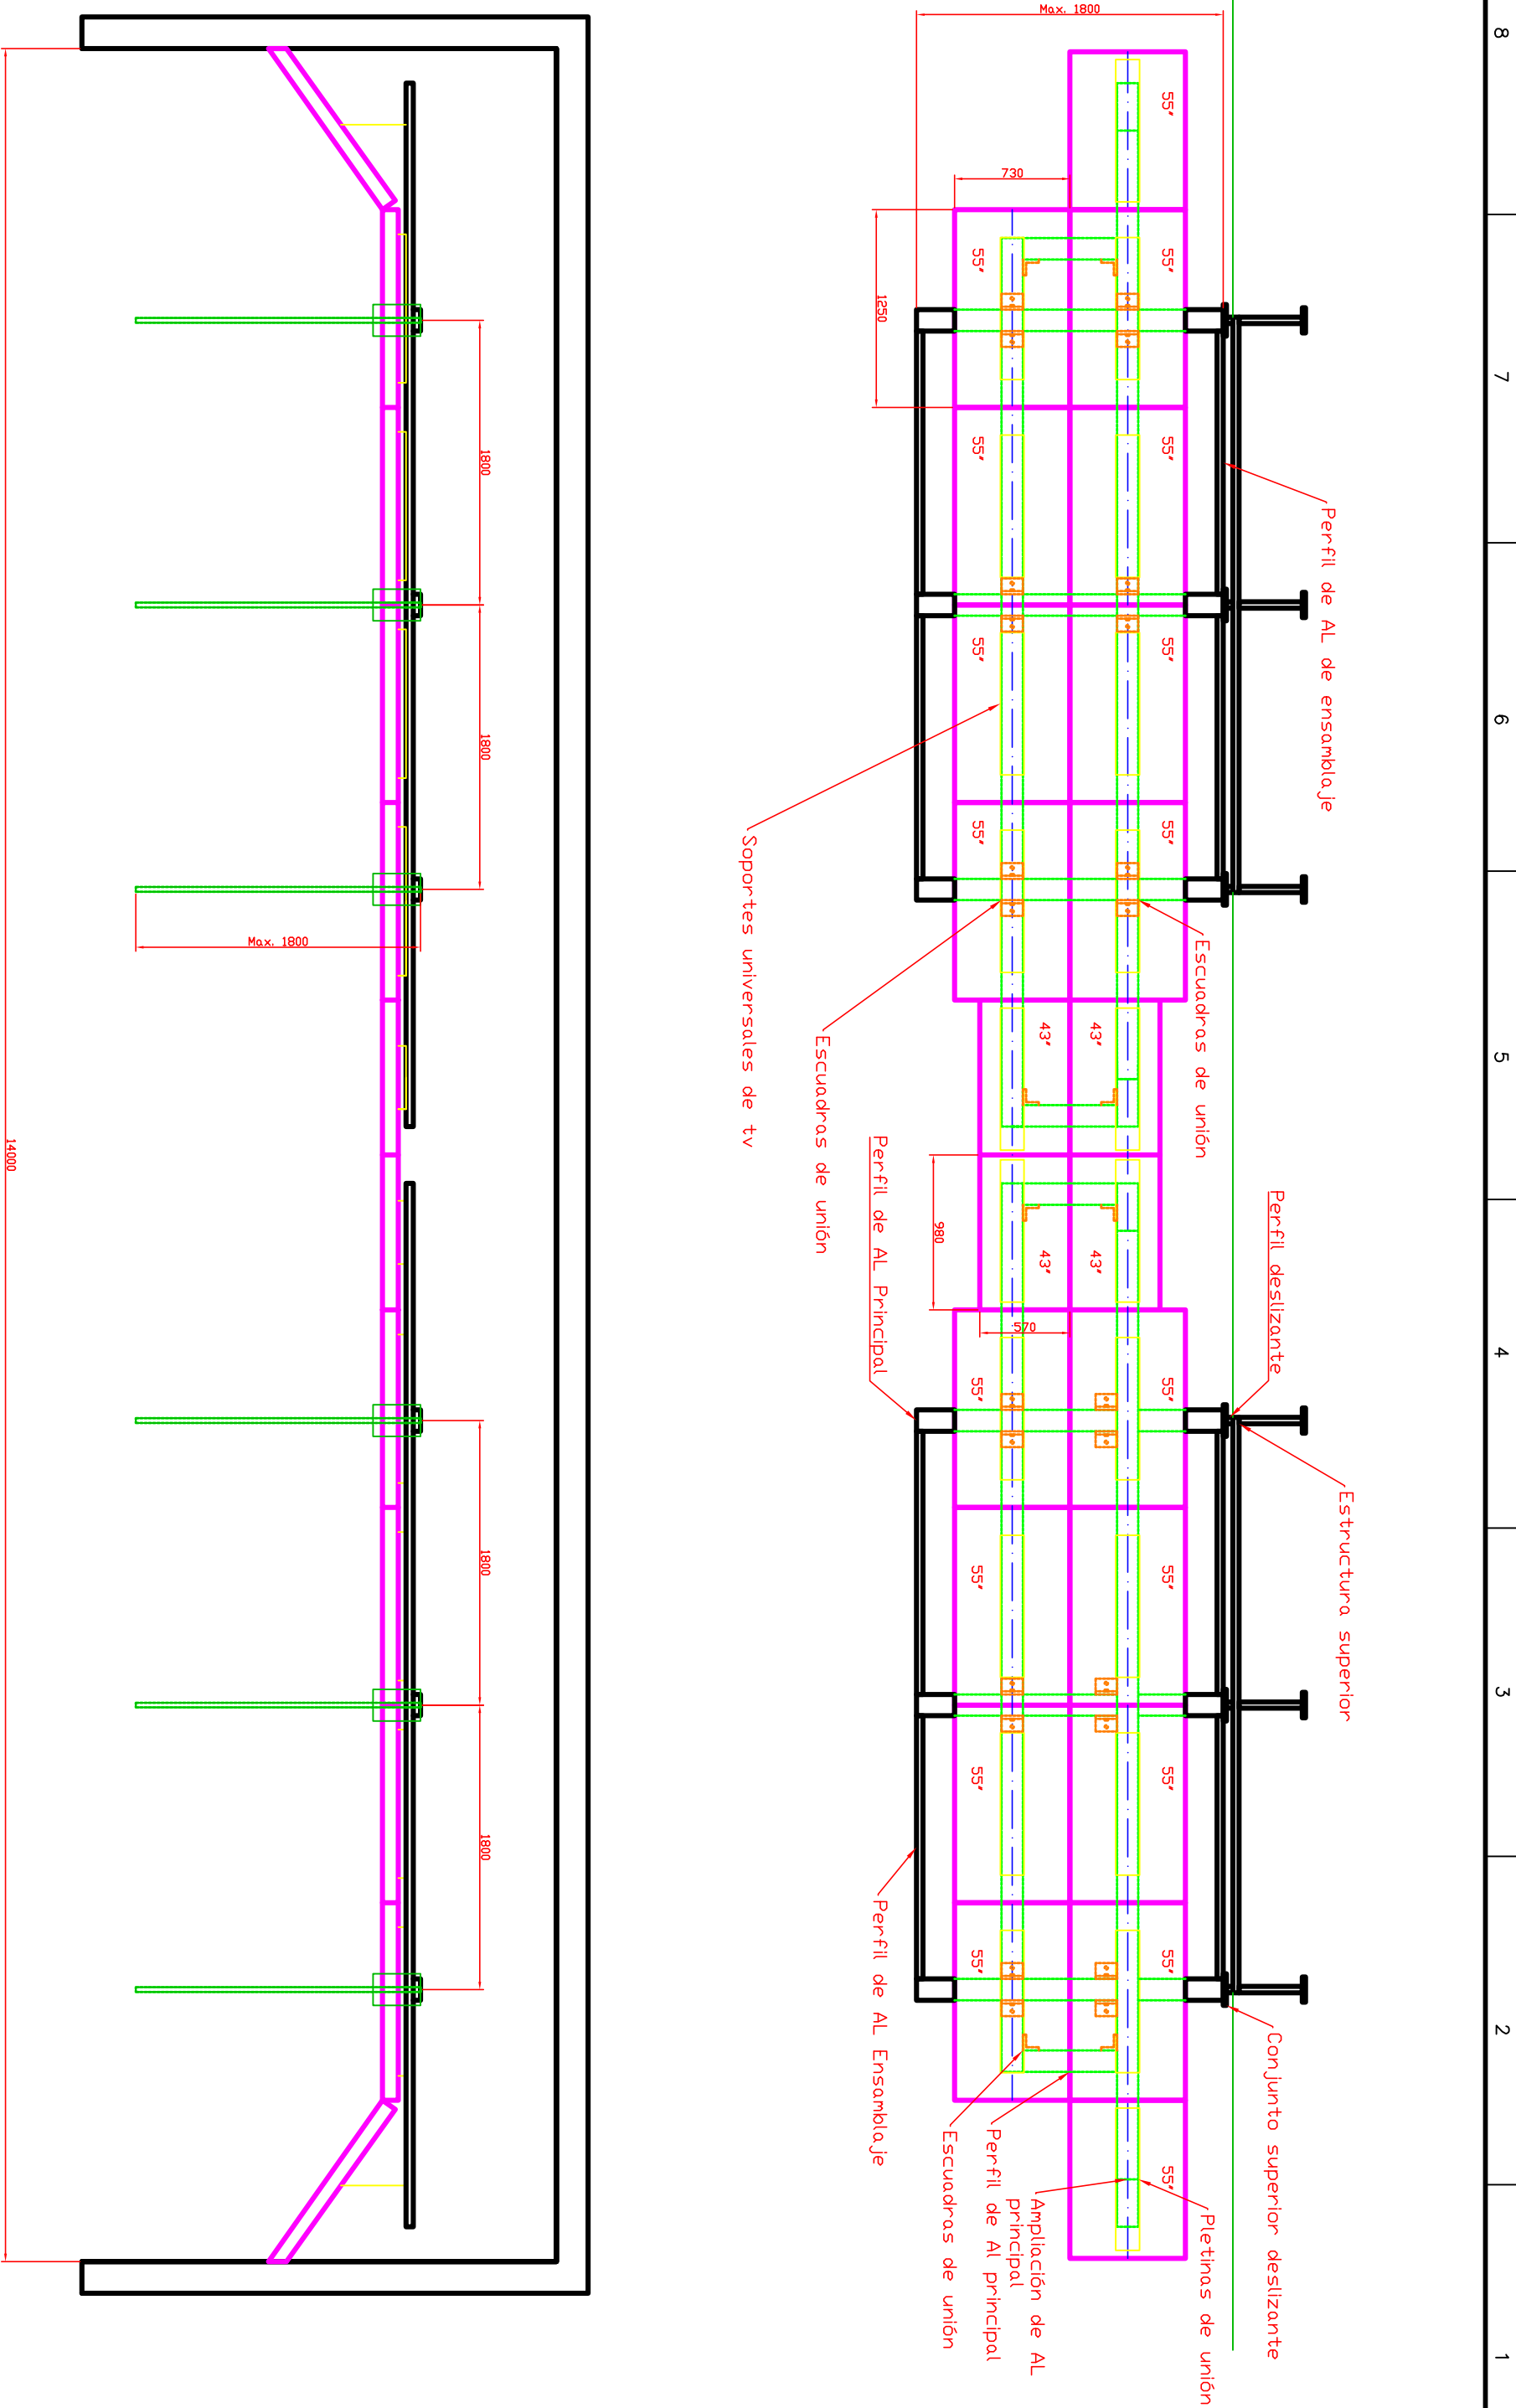 8
7
6
5
4
3
2
1
Perfil de AL de ensamblaje
Estructura superior
Perfil deslizante
Conjunto superior deslizante
Escuadras de unión
Pletinas de unión
Max. 1800
55"
55"
55"
55"
55"
55"
55"
55"
55"
55"
43"
43"
43"
43"
730
570
55"
55"
55"
55"
55"
55"
55"
55"
Ampliación de AL
principal
Perfil de Al principal
Escuadras de unión
1250
980
Perfil de AL Principal
Perfil de AL Ensamblaje
Escuadras de unión
Soportes universales de tv
1800
1800
1800
1800
Max. 1800
14000